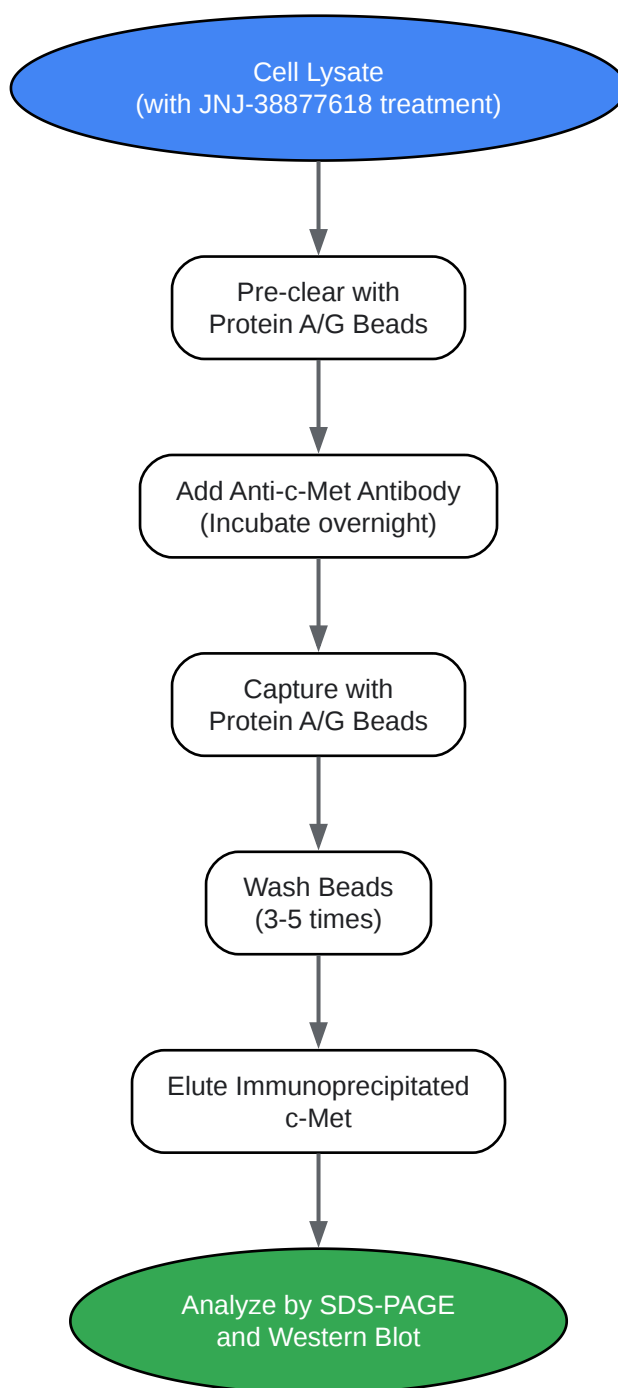 Cell Lysate
(with JNJ-38877618 treatment)
Pre-clear with
Protein A/G Beads
Add Anti-c-Met Antibody
(Incubate overnight)
Capture with
Protein A/G Beads
Wash Beads
(3-5 times)
Elute Immunoprecipitated
c-Met
Analyze by SDS-PAGE
and Western Blot